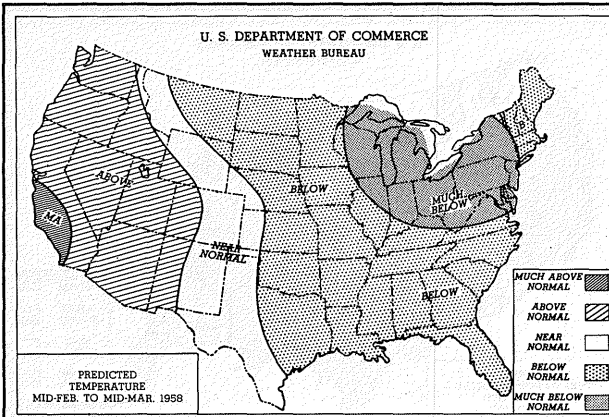 U. S. DEPARTMENT OF COMMERCE
WEATHER BUREAU
ABOVE
MA
NEAR
NORMAL
BELOW
MUCH
BELOW
BELOW
MUCH ABOVE
NORMAL
ABOVE
NORMAL
NEAR
NORMAL
BELOW
NORMAL
MUCH BELOW
NORMAL
PREDICTED
TEMPERATURE
MID-FEB. TO MID-MAR. 1958